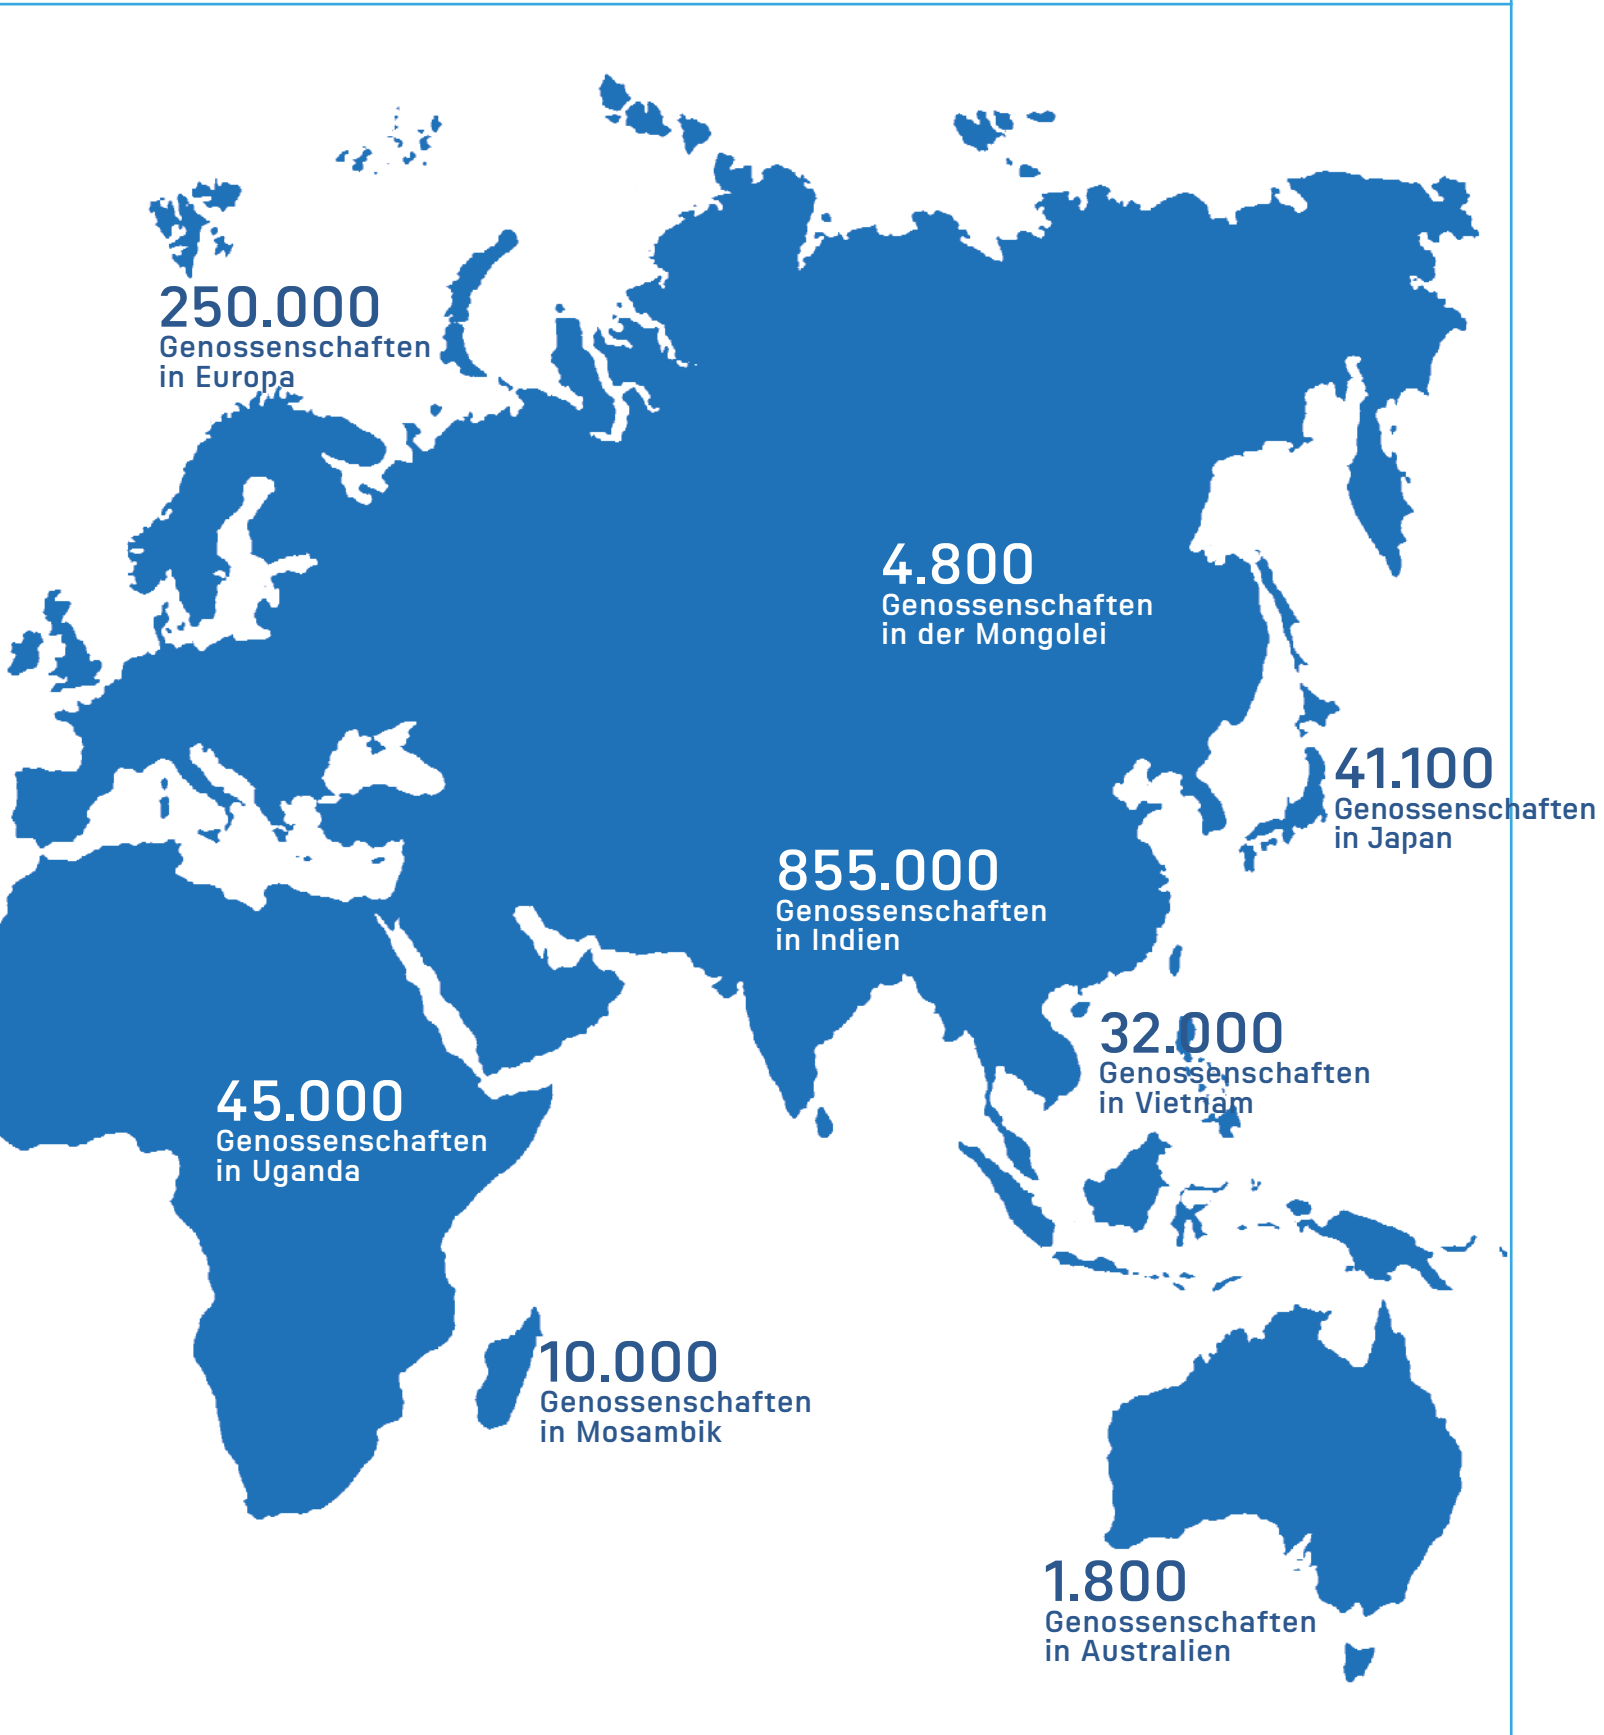 250.000
Genossenschaften
in Europa
4.800
Genossenschaften
in der Mongolei
41.100
Genossenschaften
in Japan
855.000
Genossenschaften
in Indien
32.000
Genossenschaften
in Vietnam
45.000
Genossenschaften
in Uganda
10.000
Genossenschaften
in Mosambik
1.800
Genossenschaften
in Australien